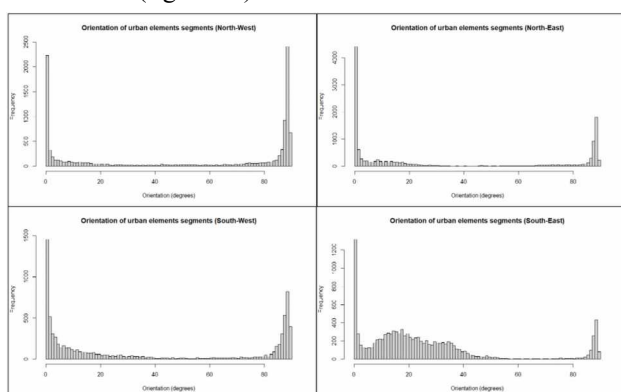 Orientation of urban elements segments (North-West)
Frequency
0 500 1000 1500 2000 2500
0 20 40 60 80
Orientation (degrees)
Orientation of urban elements segments (North-East)
Frequency
0 1000 3000
0 20 40 60 80
Orientation (degrees)
Orientation of urban elements segments (South-West)
Frequency
0 500 1000 1500
0 20 40 60 80
Orientation (degrees)
Orientation of urban elements segments (South-East)
Frequency
0 200 400 600 1000 1200
0 20 40 60 80
Orientation (degrees)